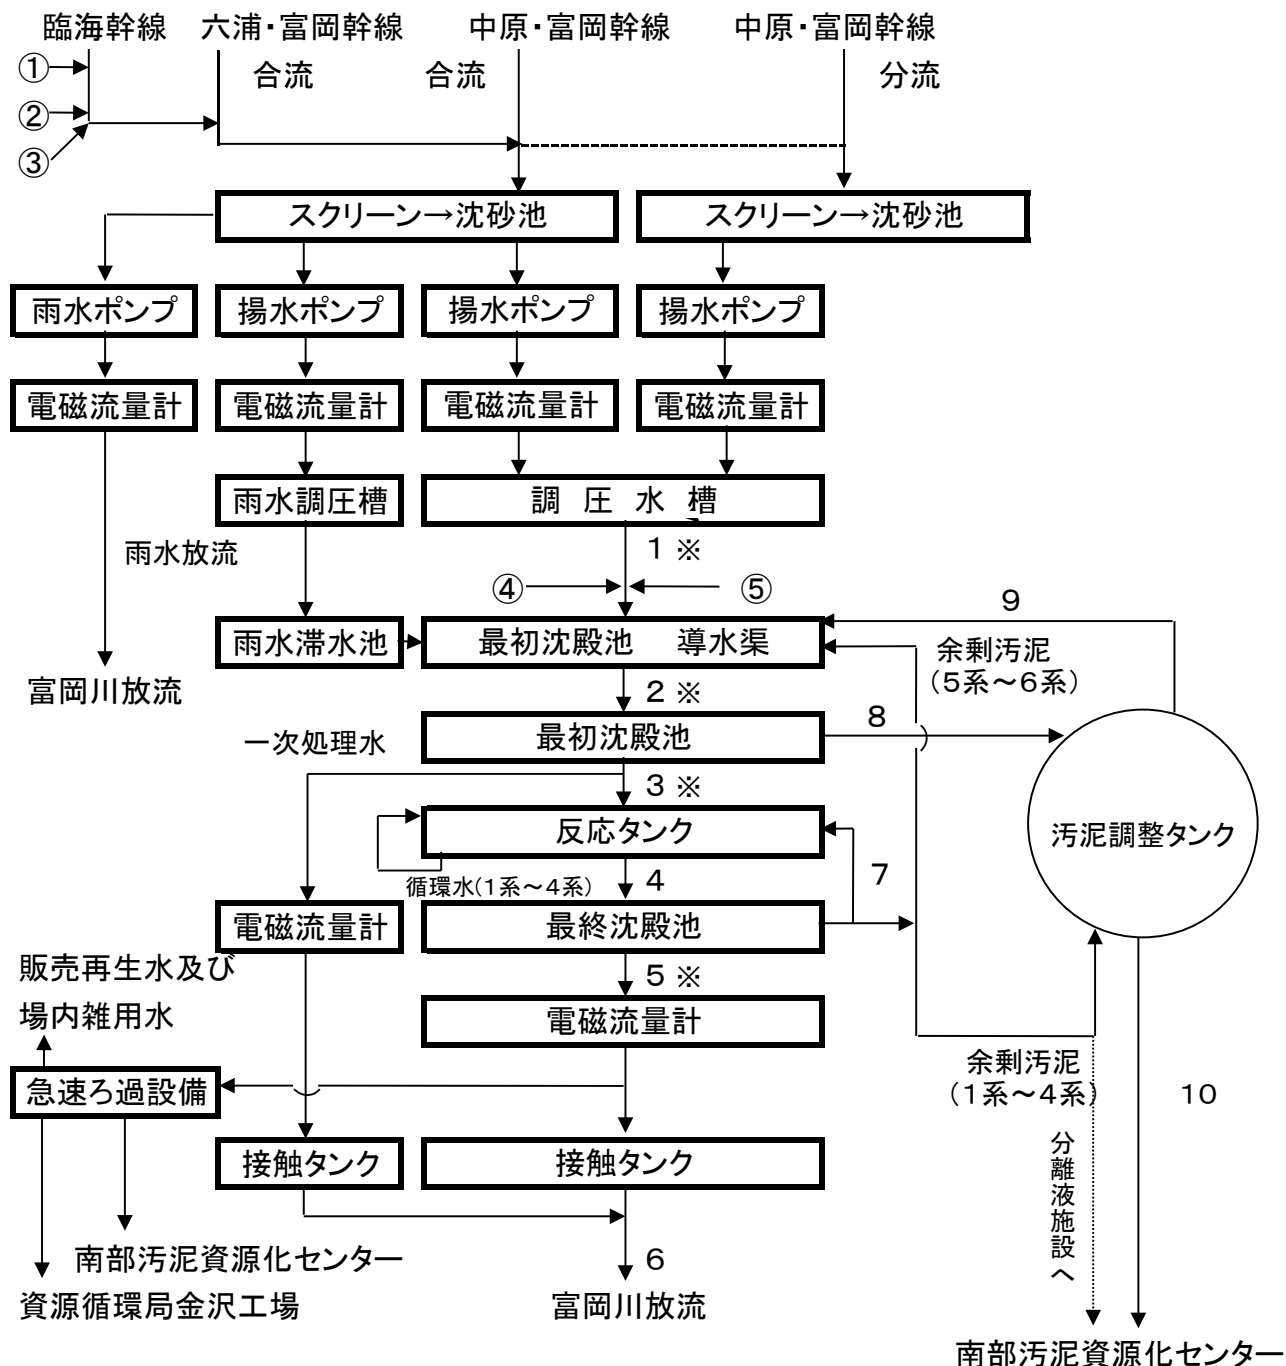 臨海幹線
六浦・富岡幹線
中原・富岡幹線
中原・富岡幹線
①
合流
合流
分流
②
③
スクリーン→沈砂池
スクリーン→沈砂池
雨水ポンプ
揚水ポンプ
揚水ポンプ
揚水ポンプ
電磁流量計
電磁流量計
電磁流量計
電磁流量計
雨水調圧槽
調 圧 水 槽
雨水放流
1 ※
④
⑤
9
雨水滞水池
最初沈殿池 導水渠
余剰汚泥
(5系～6系)
富岡川放流
2 ※
8
一次処理水
最初沈殿池
3 ※
反応タンク
汚泥調整タンク
循環水(1系～4系)
4
7
電磁流量計
最終沈殿池
販売再生水及び
場内雑用水
5 ※
電磁流量計
急速ろ過設備
余剰汚泥
(1系～4系)
10
接触タンク
接触タンク
分離液施設へ
南部汚泥資源化センター
6
資源循環局金沢工場
富岡川放流
南部汚泥資源化センター